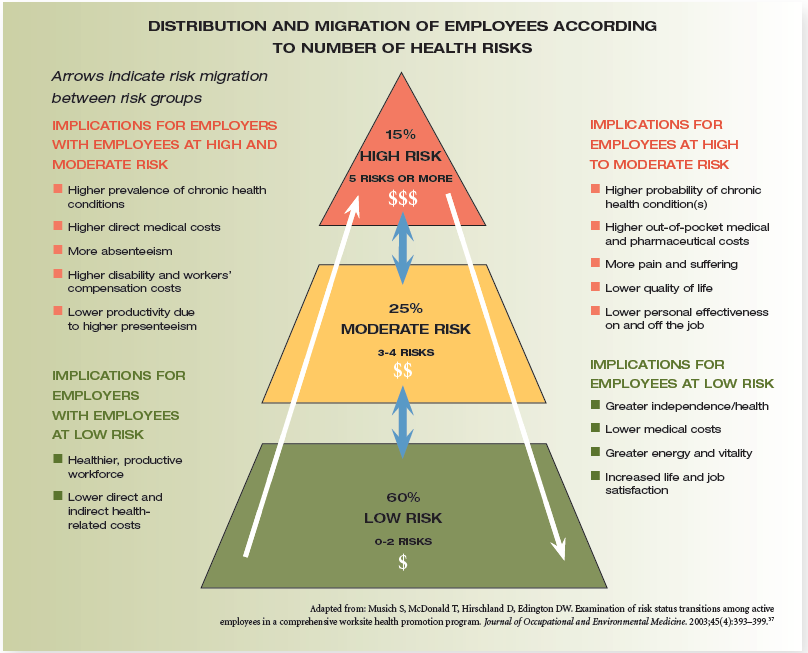 DISTRIBUTION AND MIGRATION OF EMPLOYEES ACCORDING
TO NUMBER OF HEALTH RISKS
Arrows indicate risk migration
between risk groups
IMPLICATIONS FOR EMPLOYERS
WITH EMPLOYEES AT HIGH AND
MODERATE RISK
Higher prevalence of chronic health
conditions
Higher direct medical costs
More absenteeism
Higher disability and workers’
compensation costs
Lower productivity due
to higher presenteeism
IMPLICATIONS FOR
EMPLOYERS
WITH EMPLOYEES
AT LOW RISK
Healthier, productive
workforce
Lower direct and
indirect health-
related costs
15%
HIGH RISK
5 RISKS OR MORE
$$$
25%
MODERATE RISK
3-4 RISKS
$$
60%
LOW RISK
0-2 RISKS
$
IMPLICATIONS FOR
EMPLOYEES AT HIGH
TO MODERATE RISK
Higher probability of chronic
health condition(s)
Higher out-of-pocket medical
and pharmaceutical costs
More pain and suffering
Lower quality of life
Lower personal effectiveness
on and off the job
IMPLICATIONS FOR
EMPLOYEES AT LOW RISK
Greater independence/health
Lower medical costs
Greater energy and vitality
Increased life and job
satisfaction
Adapted from: Musich S, McDonald T, Hirschland D, Edington DW. Examination of risk status transitions among active
employees in a comprehensive worksite health promotion program. Journal of Occupational and Environmental Medicine. 2003;45(4):393–399.³⁷